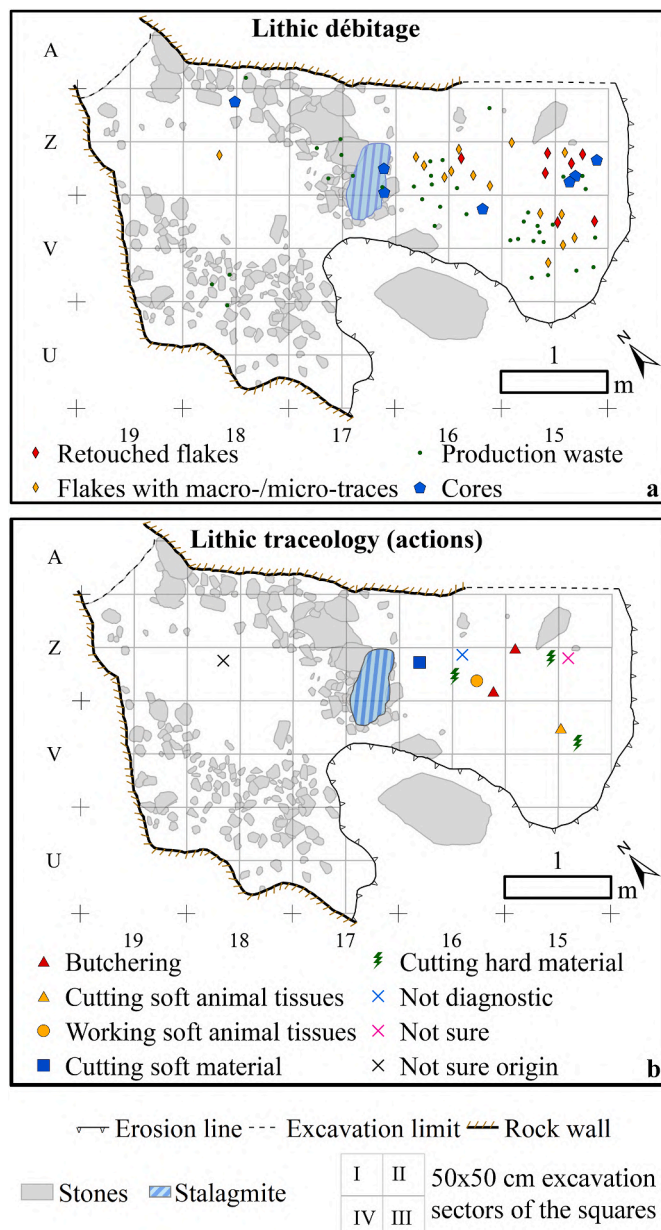 Lithic débitage
A
Z
V
U
N
1
m
19 18 17 16 15
Retouched flakes
Production waste
Flakes with macro-/micro-traces
Cores
a
Lithic traceology (actions)
A
Z
V
U
N
1
m
19 18 17 16 15
Butchering
Cutting hard material
Cutting soft animal tissues
Not diagnostic
Working soft animal tissues
Not sure
Cutting soft material
Not sure origin
b
Erosion line
Excavation limit
Rock wall
Stones
Stalagmite
I II
IV III
50x50 cm excavation
sectors of the squares